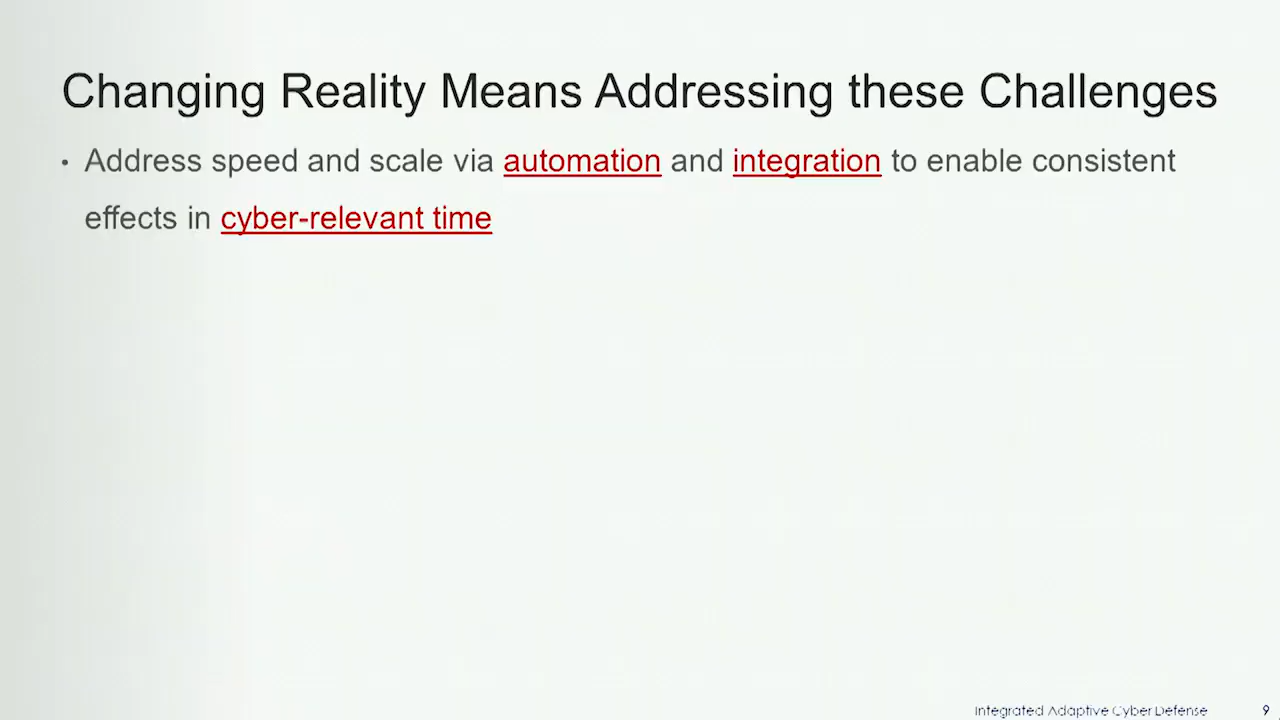 Changing Reality Means Addressing these Challenges
• Address speed and scale via automation and integration to enable consistent
effects in cyber-relevant time
Integrated Adaptive Cyber Defense 9